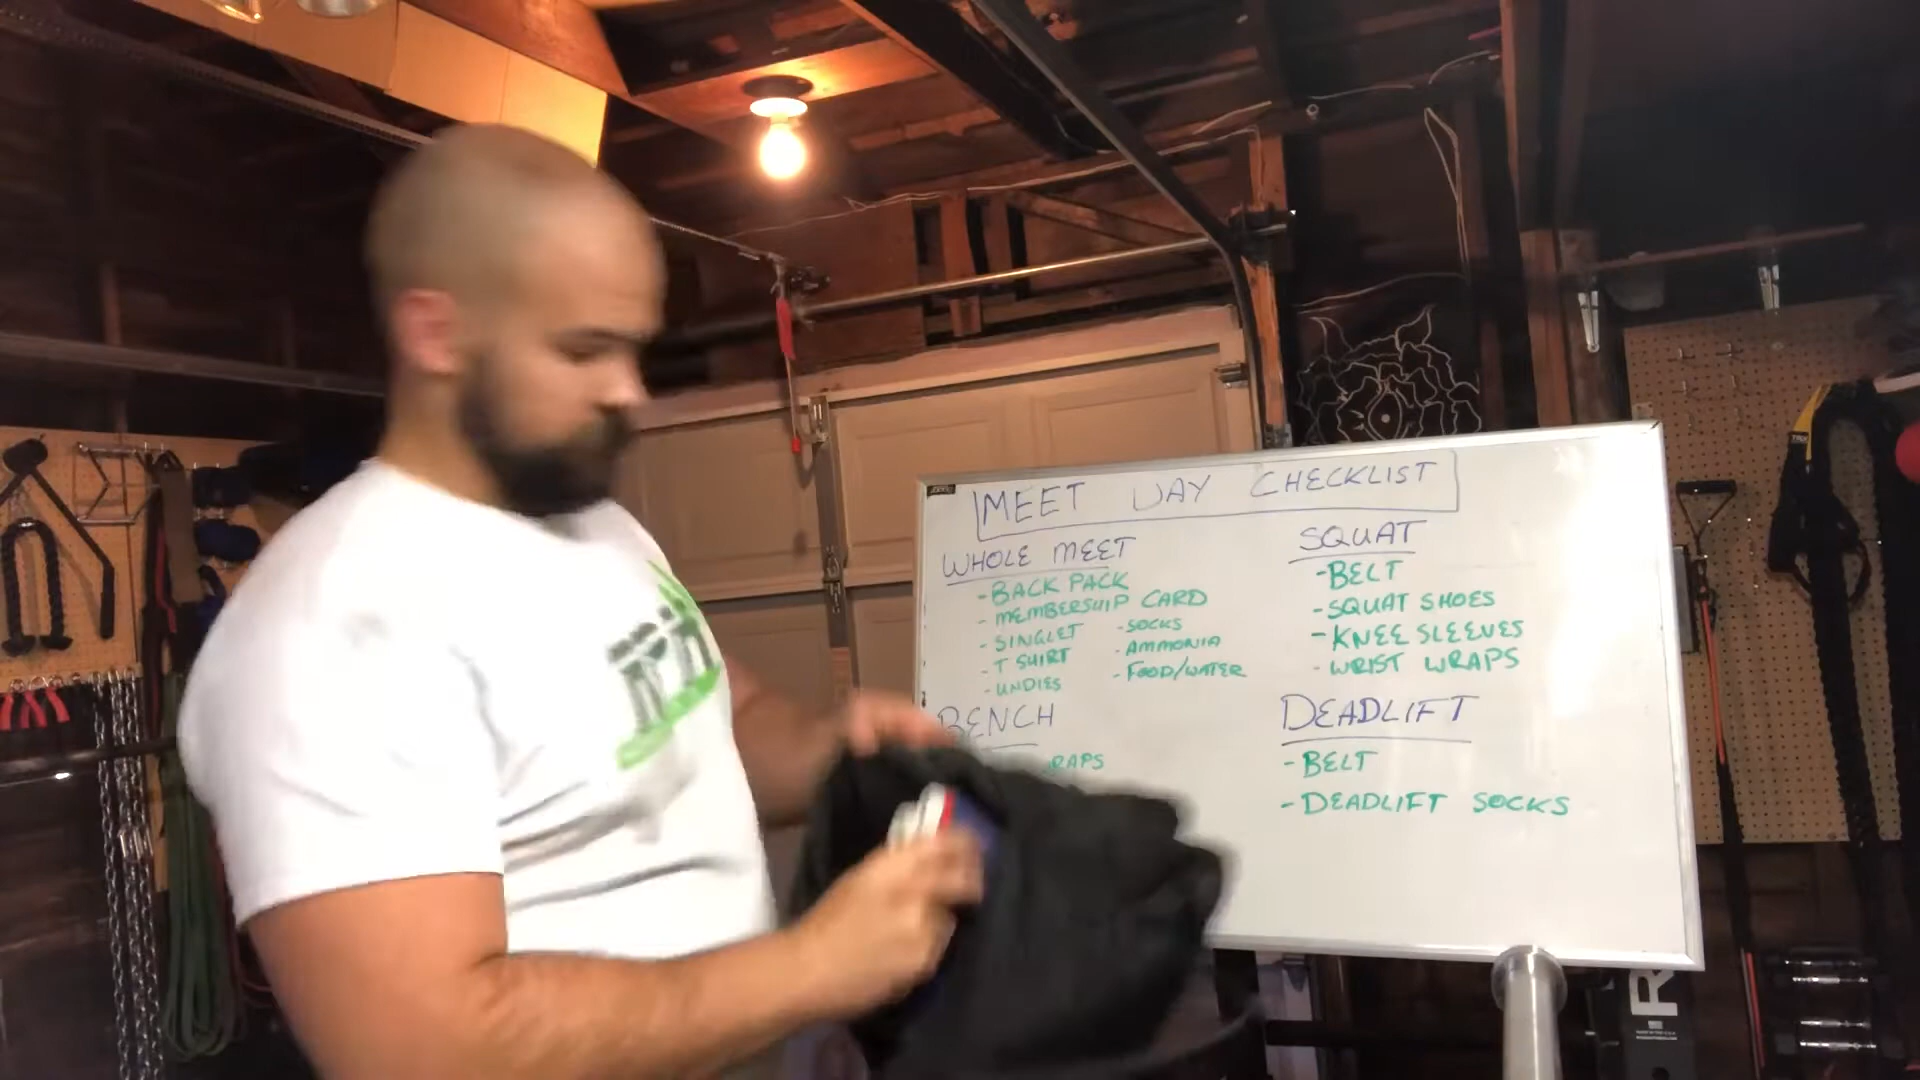 MEET DAY CHECKLIST
WHOLE MEET
- BACK PACK
- MEMBERSHIP CARD
- SINGLET
- T SHIRT
- UNDIES
- SOCKS
- AMMONIA
- FOOD/WATER
BENCH
SQUAT
- BELT
- SQUAT SHOES
- KNEE SLEEVES
- WRIST WRAPS
DEADLIFT
- BELT
- DEADLIFT SOCKS
TRX
R